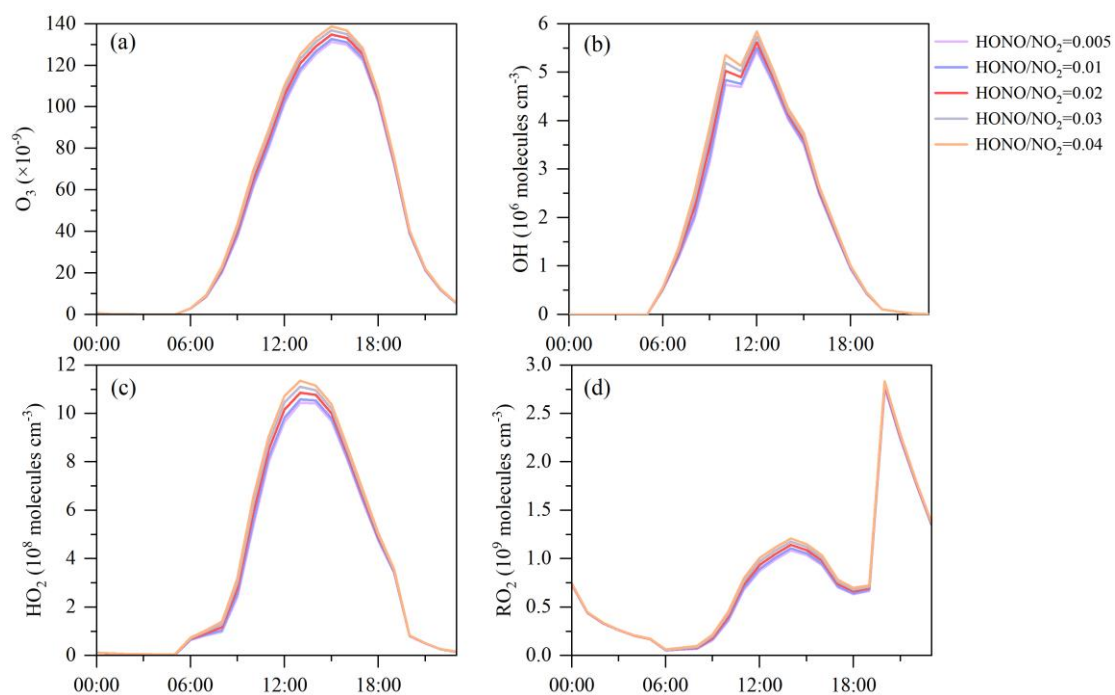 140
120
100
80
60
40
20
0
O₃ (×10⁻⁹)
(a)
00:00 06:00 12:00 18:00
6
5
4
3
2
1
0
OH (10⁶ molecules cm⁻³)
(b)
00:00 06:00 12:00 18:00
HONO/NO₂=0.005
HONO/NO₂=0.01
HONO/NO₂=0.02
HONO/NO₂=0.03
HONO/NO₂=0.04
12
10
8
6
4
2
0
HO₂ (10⁸ molecules cm⁻³)
(c)
00:00 06:00 12:00 18:00
3.0
2.5
2.0
1.5
1.0
0.5
0.0
RO₂ (10⁹ molecules cm⁻³)
(d)
00:00 06:00 12:00 18:00